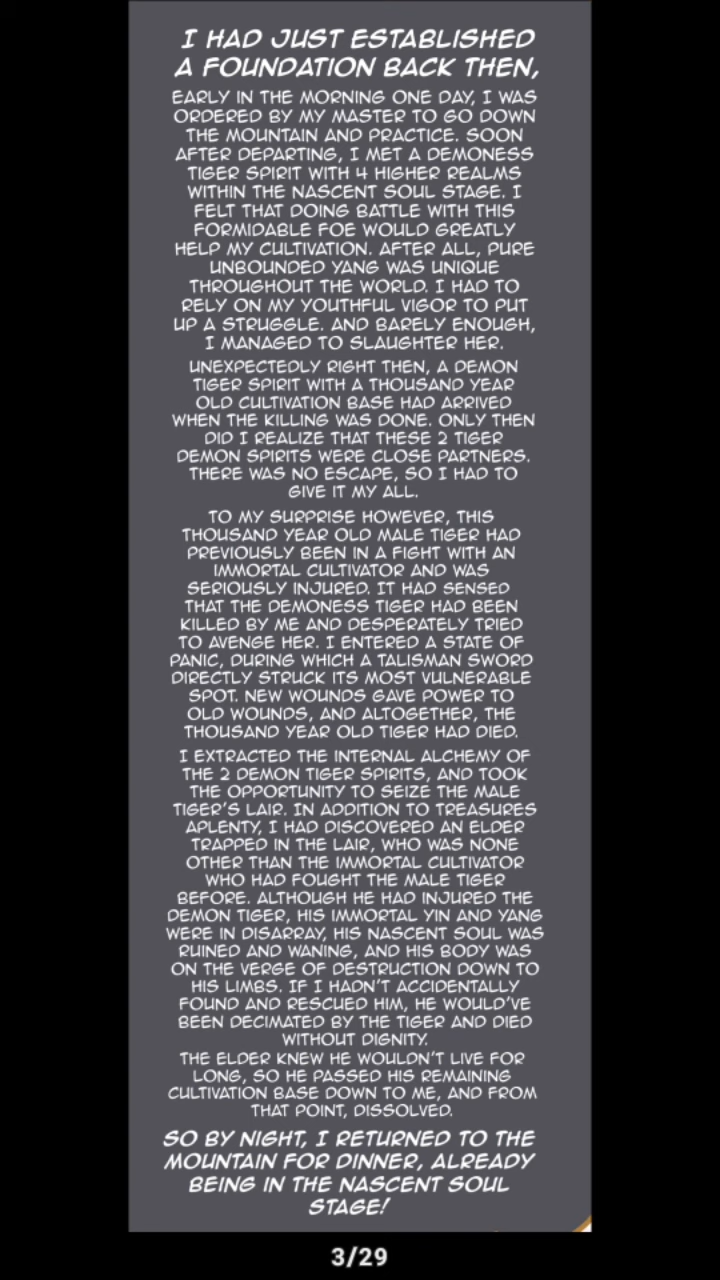 I HAD JUST ESTABLISHED
A FOUNDATION BACK THEN,
EARLY IN THE MORNING ONE DAY, I WAS
ORDERED BY MY MASTER TO GO DOWN
THE MOUNTAIN AND PRACTICE. SOON
AFTER DEPARTING, I MET A DEMONESS
TIGER SPIRIT WITH 4 HIGHER REALMS
WITHIN THE NASCENT SOUL STAGE. I
FELT THAT DOING BATTLE WITH THIS
FORMIDABLE FOE WOULD GREATLY
HELP MY CULTIVATION. AFTER ALL, PURE
UNBOUNDED YANG WAS UNIQUE
THROUGHOUT THE WORLD. I HAD TO
RELY ON MY YOUTHFUL VIGOR TO PUT
UP A STRUGGLE. AND BARELY ENOUGH,
I MANAGED TO SLAUGHTER HER.
UNEXPECTEDLY RIGHT THEN, A DEMON
TIGER SPIRIT WITH A THOUSAND YEAR
OLD CULTIVATION BASE HAD ARRIVED
WHEN THE KILLING WAS DONE. ONLY THEN
DID I REALIZE THAT THESE 2 TIGER
DEMON SPIRITS WERE CLOSE PARTNERS.
THERE WAS NO ESCAPE, SO I HAD TO
GIVE IT MY ALL.
TO MY SURPRISE HOWEVER, THIS
THOUSAND YEAR OLD MALE TIGER HAD
PREVIOUSLY BEEN IN A FIGHT WITH AN
IMMORTAL CULTIVATOR AND WAS
SERIOUSLY INJURED. IT HAD SENSED
THAT THE DEMONESS TIGER HAD BEEN
KILLED BY ME AND DESPERATELY TRIED
TO AVENGE HER. I ENTERED A STATE OF
PANIC, DURING WHICH A TALISMAN SWORD
DIRECTLY STRUCK ITS MOST VULNERABLE
SPOT. NEW WOUNDS GAVE POWER TO
OLD WOUNDS, AND ALTOGETHER, THE
THOUSAND YEAR OLD TIGER HAD DIED.
I EXTRACTED THE INTERNAL ALCHEMY OF
THE 2 DEMON TIGER SPIRITS, AND TOOK
THE OPPORTUNITY TO SEIZE THE MALE
TIGER'S LAIR. IN ADDITION TO TREASURES
APLENTY, I HAD DISCOVERED AN ELDER
TRAPPED IN THE LAIR, WHO WAS NONE
OTHER THAN THE IMMORTAL CULTIVATOR
WHO HAD FOUGHT THE MALE TIGER
BEFORE. ALTHOUGH HE HAD INJURED THE
DEMON TIGER, HIS IMMORTAL YIN AND YANG
WERE IN DISARRAY, HIS NASCENT SOUL WAS
RUINED AND WANING, AND HIS BODY WAS
ON THE VERGE OF DESTRUCTION DOWN TO
HIS LIMBS. IF I HADN'T ACCIDENTALLY
FOUND AND RESCUED HIM, HE WOULD'VE
BEEN DECIMATED BY THE TIGER AND DIED
WITHOUT DIGNITY.
THE ELDER KNEW HE WOULDN'T LIVE FOR
LONG, SO HE PASSED HIS REMAINING
CULTIVATION BASE DOWN TO ME, AND FROM
THAT POINT, DISSOLVED.
SO BY NIGHT, I RETURNED TO THE
MOUNTAIN FOR DINNER, ALREADY
BEING IN THE NASCENT SOUL
STAGE!
3/29